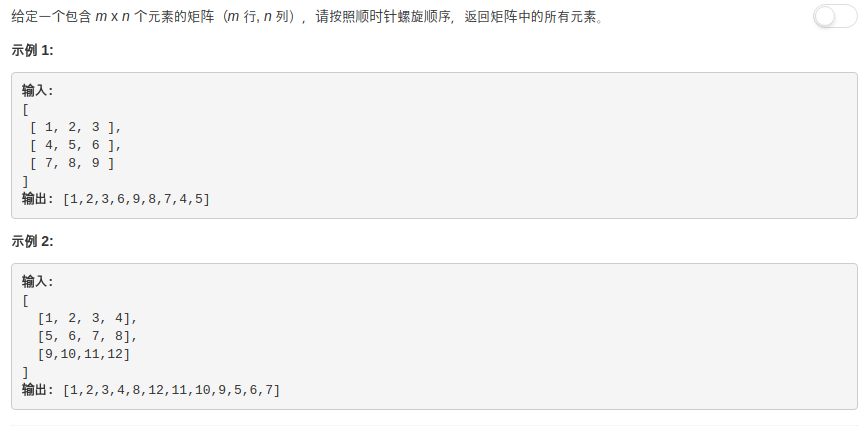 给定一个包含 m x n 个元素的矩阵（m 行, n 列），请按照顺时针螺旋顺序，返回矩阵中的所有元素。
示例 1:
输入:
[
 [ 1, 2, 3 ],
 [ 4, 5, 6 ],
 [ 7, 8, 9 ]
]
输出: [1,2,3,6,9,8,7,4,5]
示例 2:
输入:
[
  [1, 2, 3, 4],
  [5, 6, 7, 8],
  [9,10,11,12]
]
输出: [1,2,3,4,8,12,11,10,9,5,6,7]